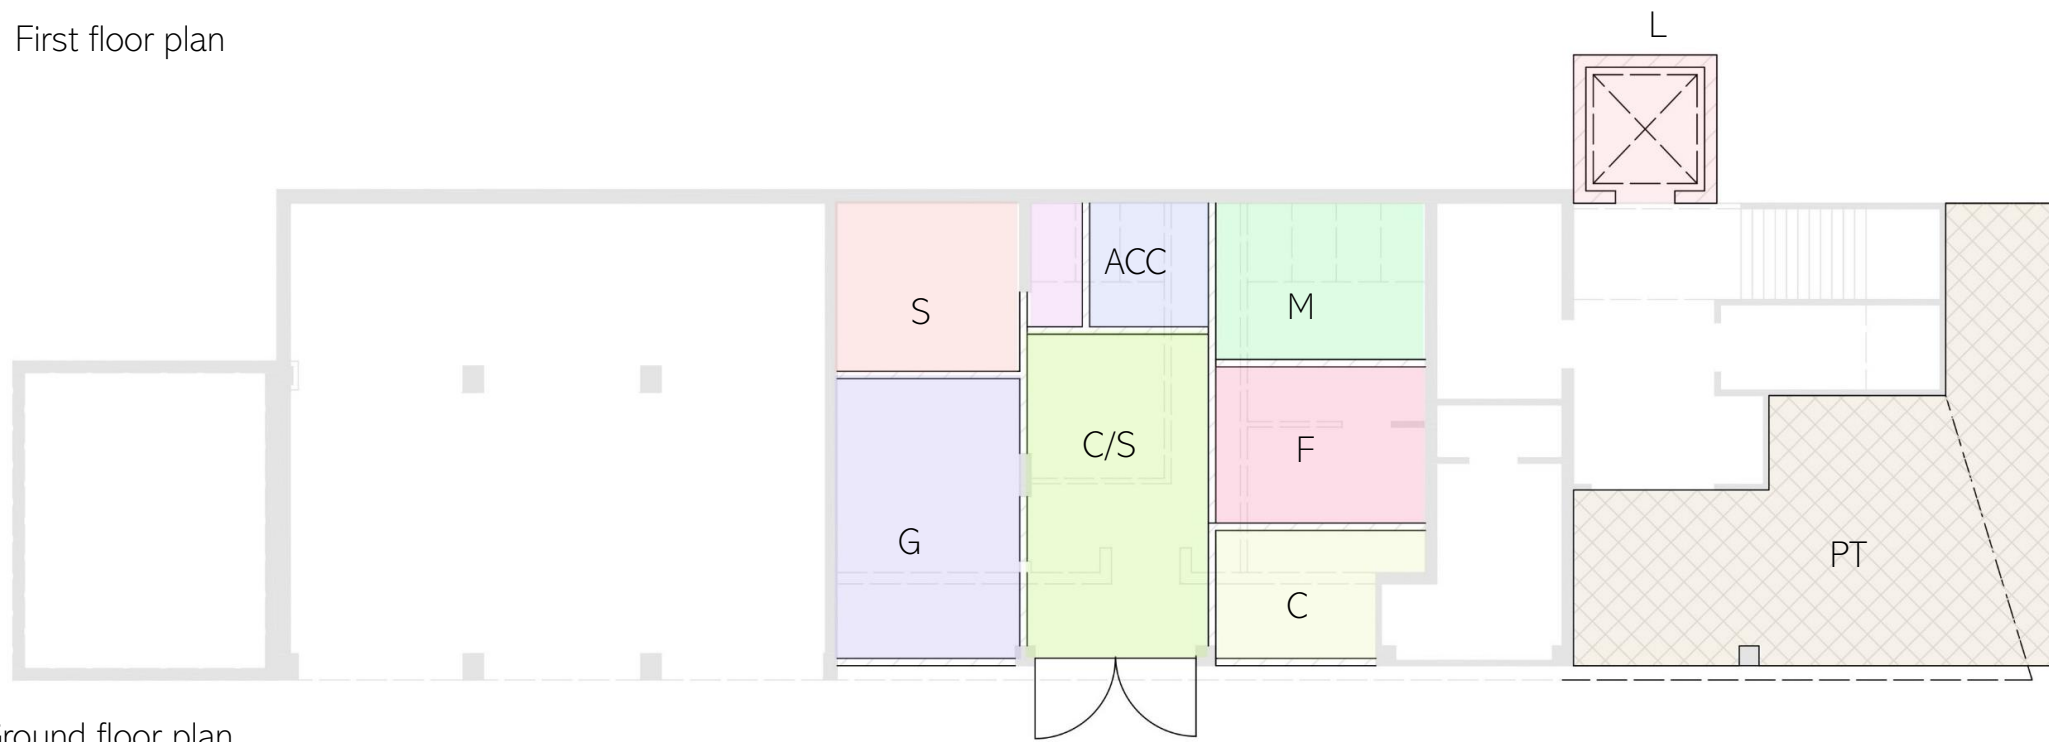 First floor plan
L
ACC
S
M
C/S
F
G
PT
C
Ground floor plan